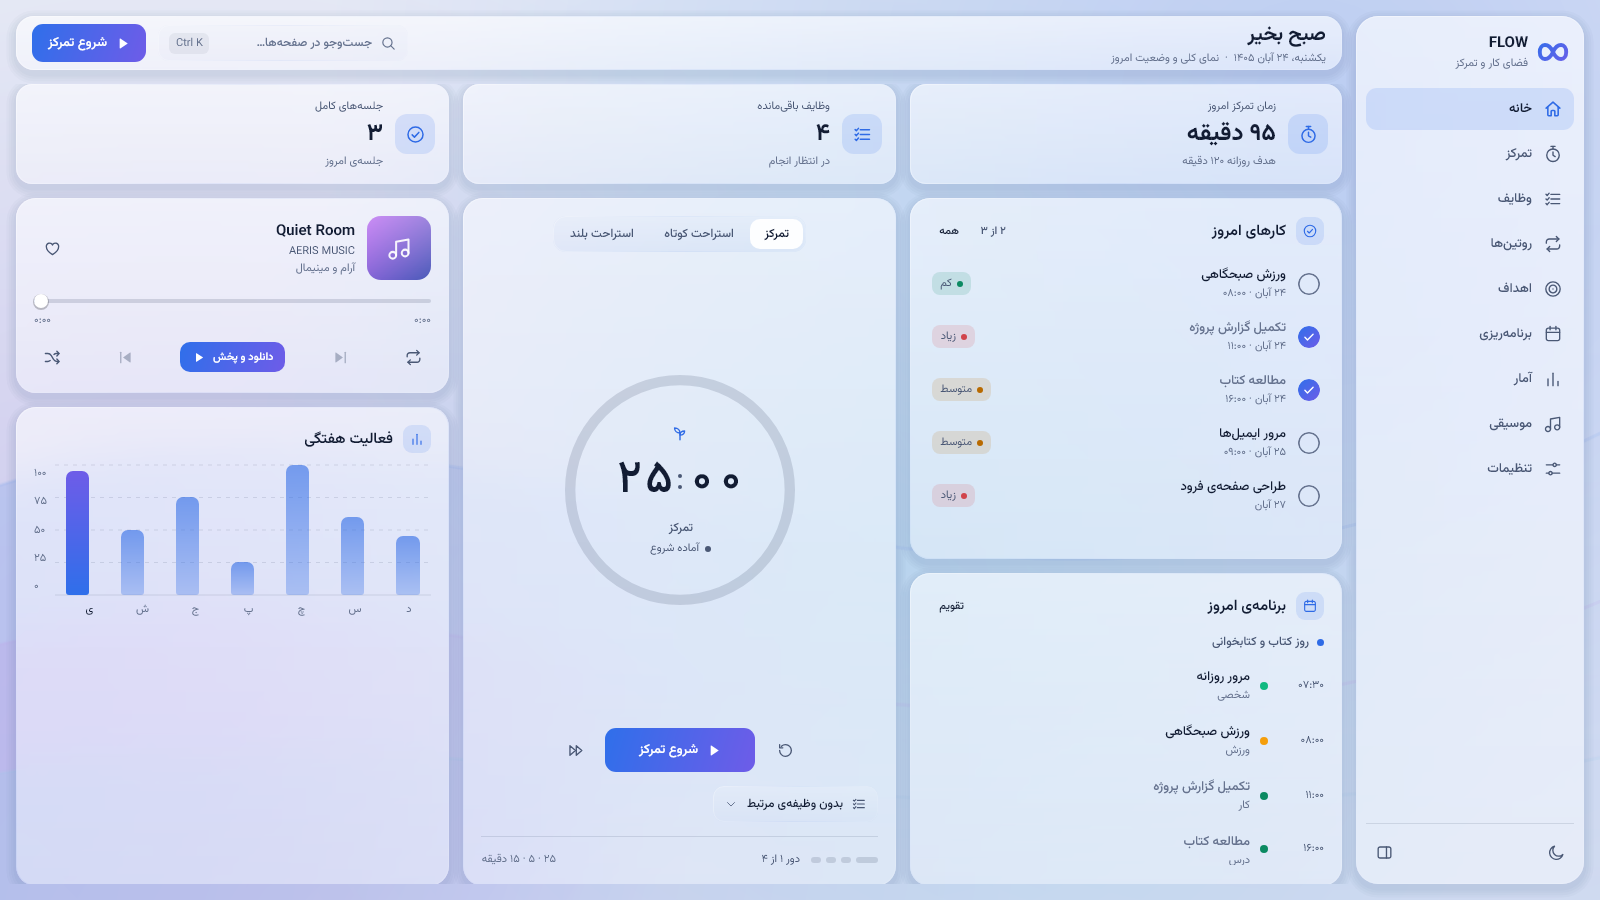 FLOW
فضای کار و تمرکز
خانه
تمرکز
وظایف
روتین‌ها
اهداف
برنامه‌ریزی
آمار
موسیقی
تنظیمات
صبح بخیر
یکشنبه، ۲۴ آبان ۱۴۰۵ · نمای کلی و وضعیت امروز
جست‌وجو در صفحه‌ها...
Ctrl K
شروع تمرکز
زمان تمرکز امروز
۹۵ دقیقه
هدف روزانه ۱۲۰ دقیقه
وظایف باقی‌مانده
۴
در انتظار انجام
جلسه‌های کامل
۳
جلسه‌ی امروز
کارهای امروز
۲ از ۳
همه
ورزش صبحگاهی
۲۴ آبان · ۰۸:۰۰
کم
تکمیل گزارش پروژه
۲۴ آبان · ۱۱:۰۰
زیاد
مطالعه کتاب
۲۴ آبان · ۱۶:۰۰
متوسط
مرور ایمیل‌ها
۲۵ آبان · ۰۹:۰۰
متوسط
طراحی صفحه‌ی فرود
۲۷ آبان
زیاد
برنامه‌ی امروز
تقویم
روز کتاب و کتابخوانی
۰۷:۳۰
مرور روزانه
شخصی
۰۸:۰۰
ورزش صبحگاهی
ورزش
۱۱:۰۰
تکمیل گزارش پروژه
کار
۱۶:۰۰
مطالعه کتاب
درس
تمرکز
استراحت کوتاه
استراحت بلند
۲۵:۰۰
تمرکز
آماده شروع
شروع تمرکز
بدون وظیفه‌ی مرتبط
دور ۱ از ۴
۲۵ · ۵ · ۱۵ دقیقه
Quiet Room
AERIS MUSIC
آرام و مینیمال
۰:۰۰
۰:۰۰
دانلود و پخش
فعالیت هفتگی
۱۰۰
۷۵
۵۰
۲۵
۰
د س چ پ ج ش ی